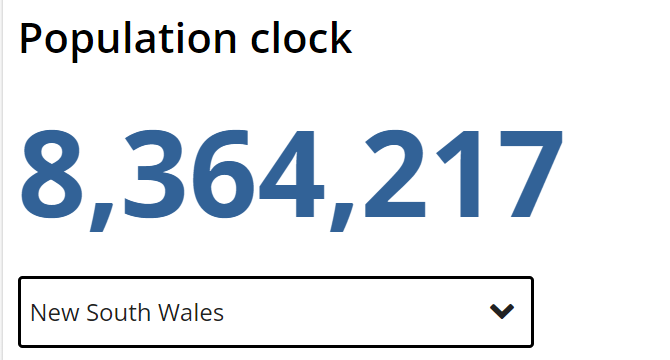 Population clock
8,364,217
New South Wales